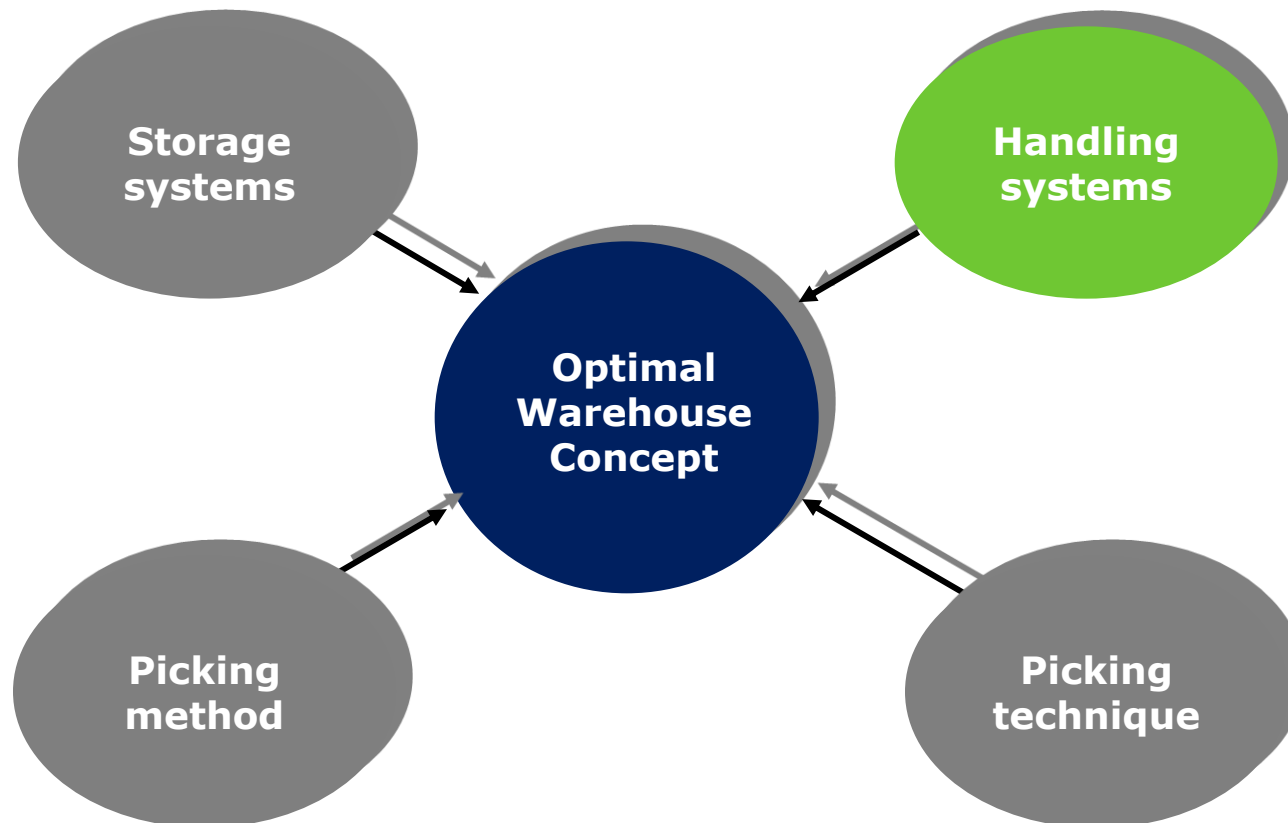 Storage
systems
Handling
systems
Optimal
Warehouse
Concept
Picking
method
Picking
technique